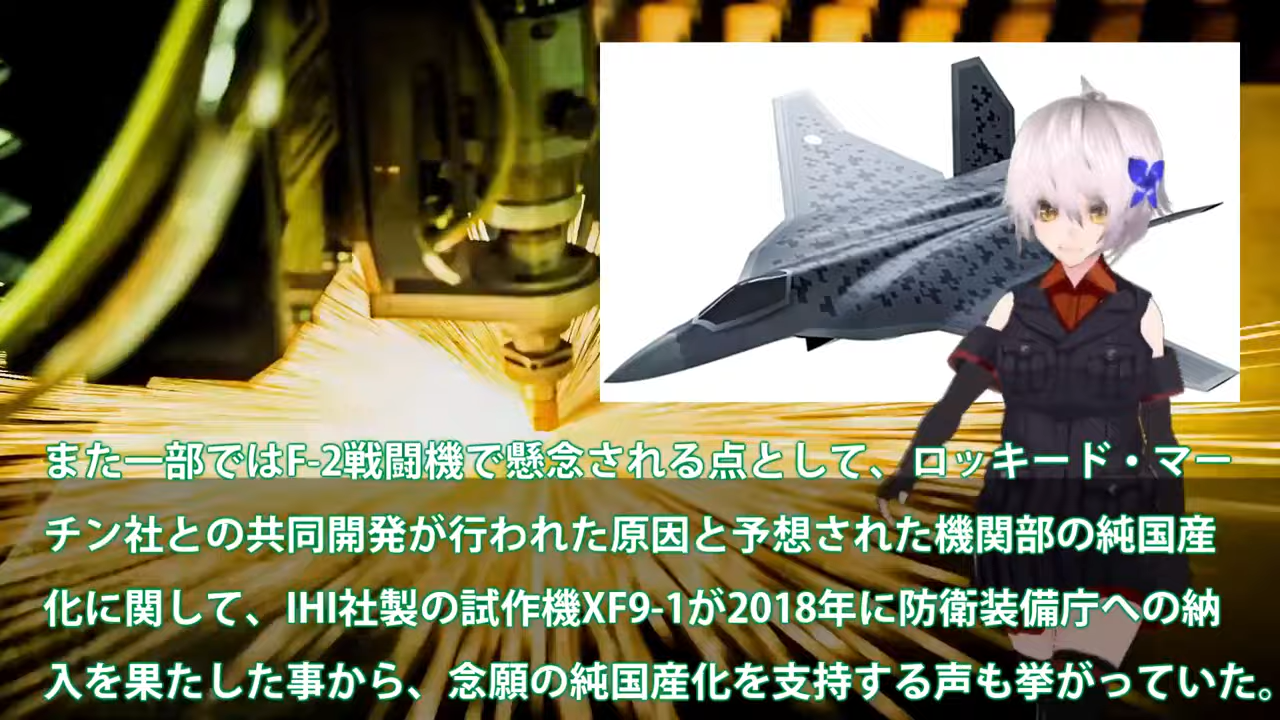 また一部ではF-2戦闘機で懸念される点として、ロッキード・マー
チン社との共同開発が行われた原因と予想された機関部の純国産
化に関して、IHI社製の試作機XF9-1が2018年に防衛装備庁への納
入を果たした事から、念願の純国産化を支持する声も挙がっていた。